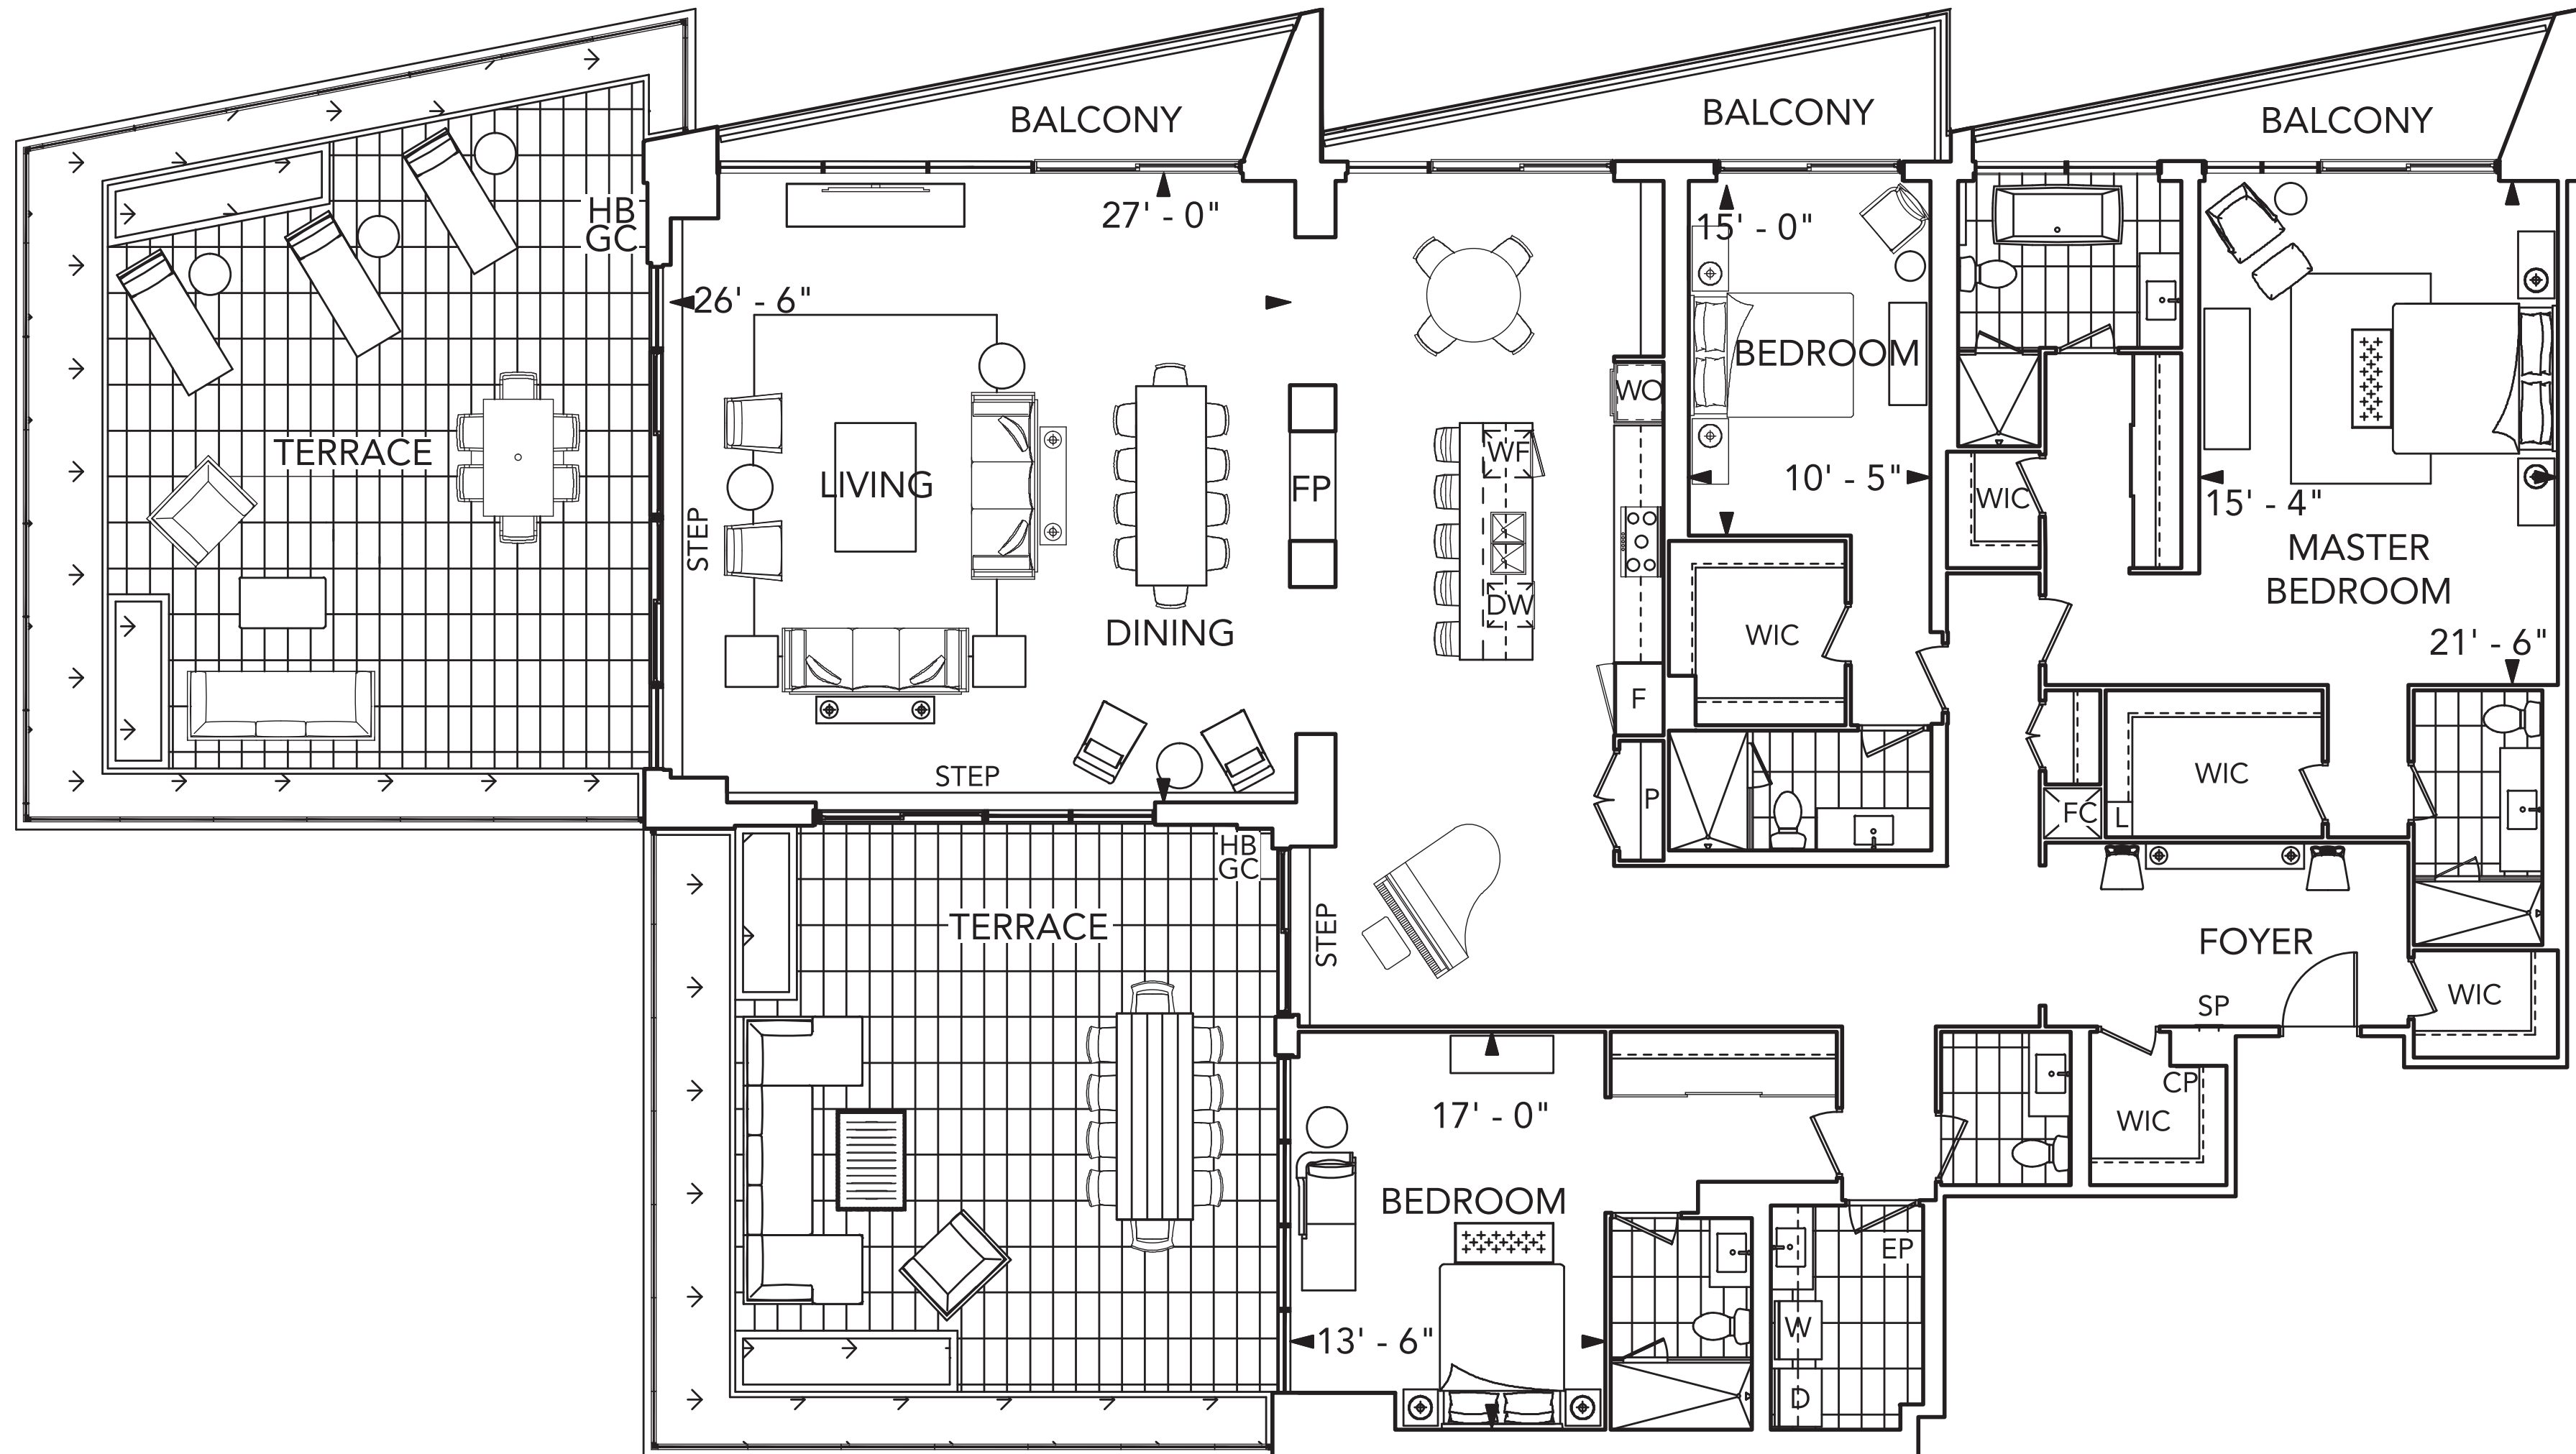 BALCONY
BALCONY
BALCONY
HB
GC
27' - 0"
15' - 0"
26' - 6"
BEDROOM
WO
TERRACE
WF
LIVING
FP
10' - 5"
WIC
15' - 4"
STEP
MASTER
BEDROOM
DW
DINING
WIC
21' - 6"
F
STEP
WIC
P
FC
L
HB
GC
TERRACE
STEP
FOYER
WIC
SP
CP
17' - 0"
WIC
BEDROOM
EP
13' - 6"
W
D